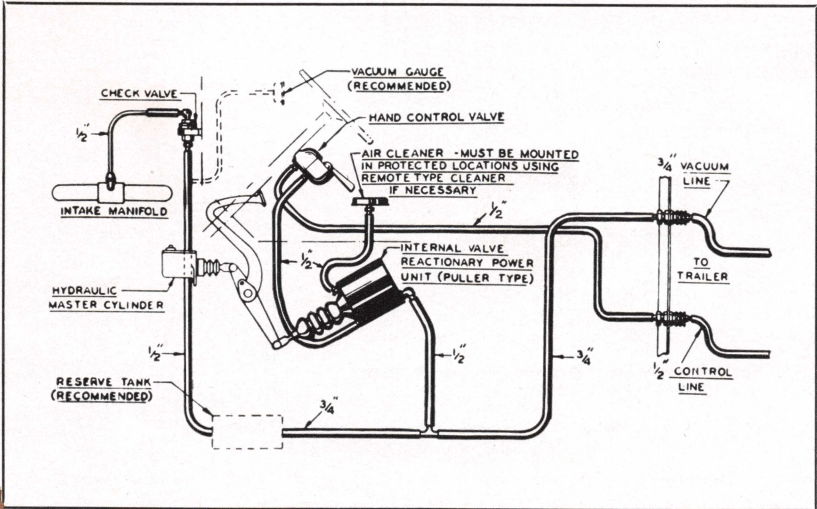 VACUUM GAUGE
(RECOMMENDED)
CHECK VALVE
HAND CONTROL VALVE
1/2"
AIR CLEANER - MUST BE MOUNTED
IN PROTECTED LOCATIONS USING
REMOTE TYPE CLEANER
IF NECESSARY
3/4" VACUUM
LINE
INTAKE MANIFOLD
1/2"
1/2"
INTERNAL VALVE
REACTIONARY POWER
UNIT (PULLER TYPE)
TO
TRAILER
HYDRAULIC
MASTER CYLINDER
1/2"
1/2"
3/4"
1/2" CONTROL
LINE
RESERVE TANK
(RECOMMENDED)
3/4"